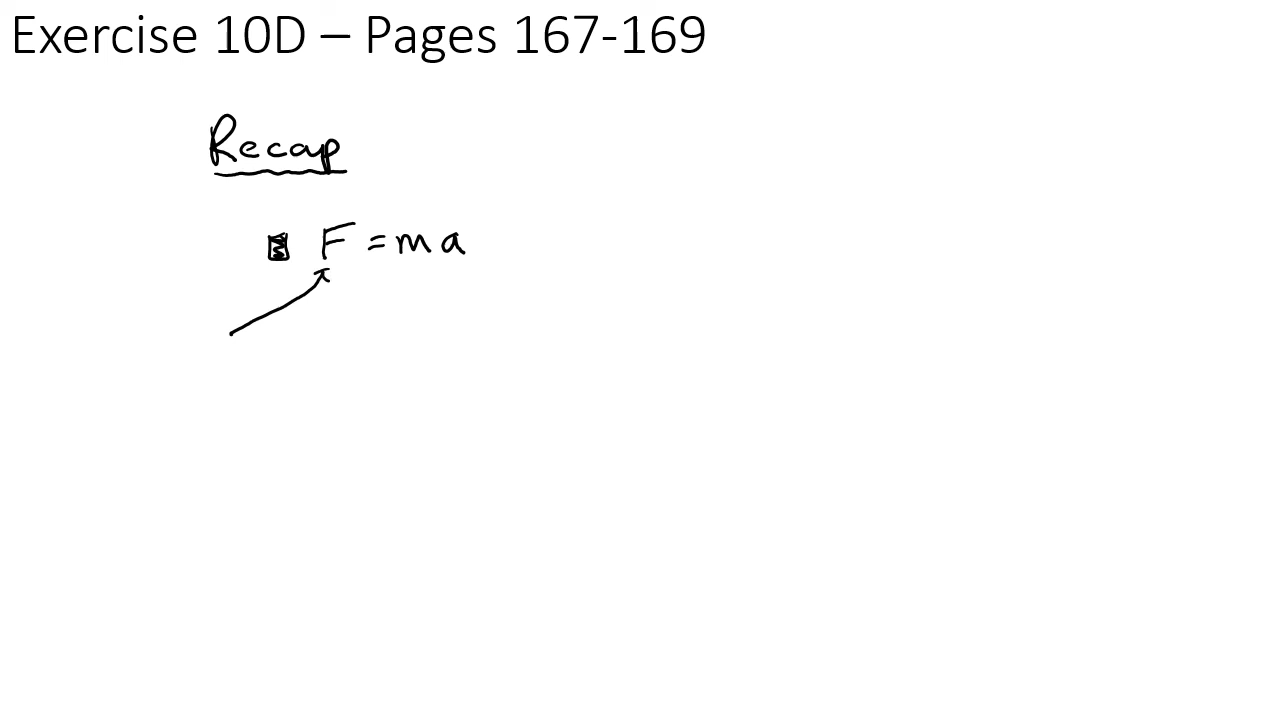 Exercise 10D – Pages 167-169
Recap
F = ma